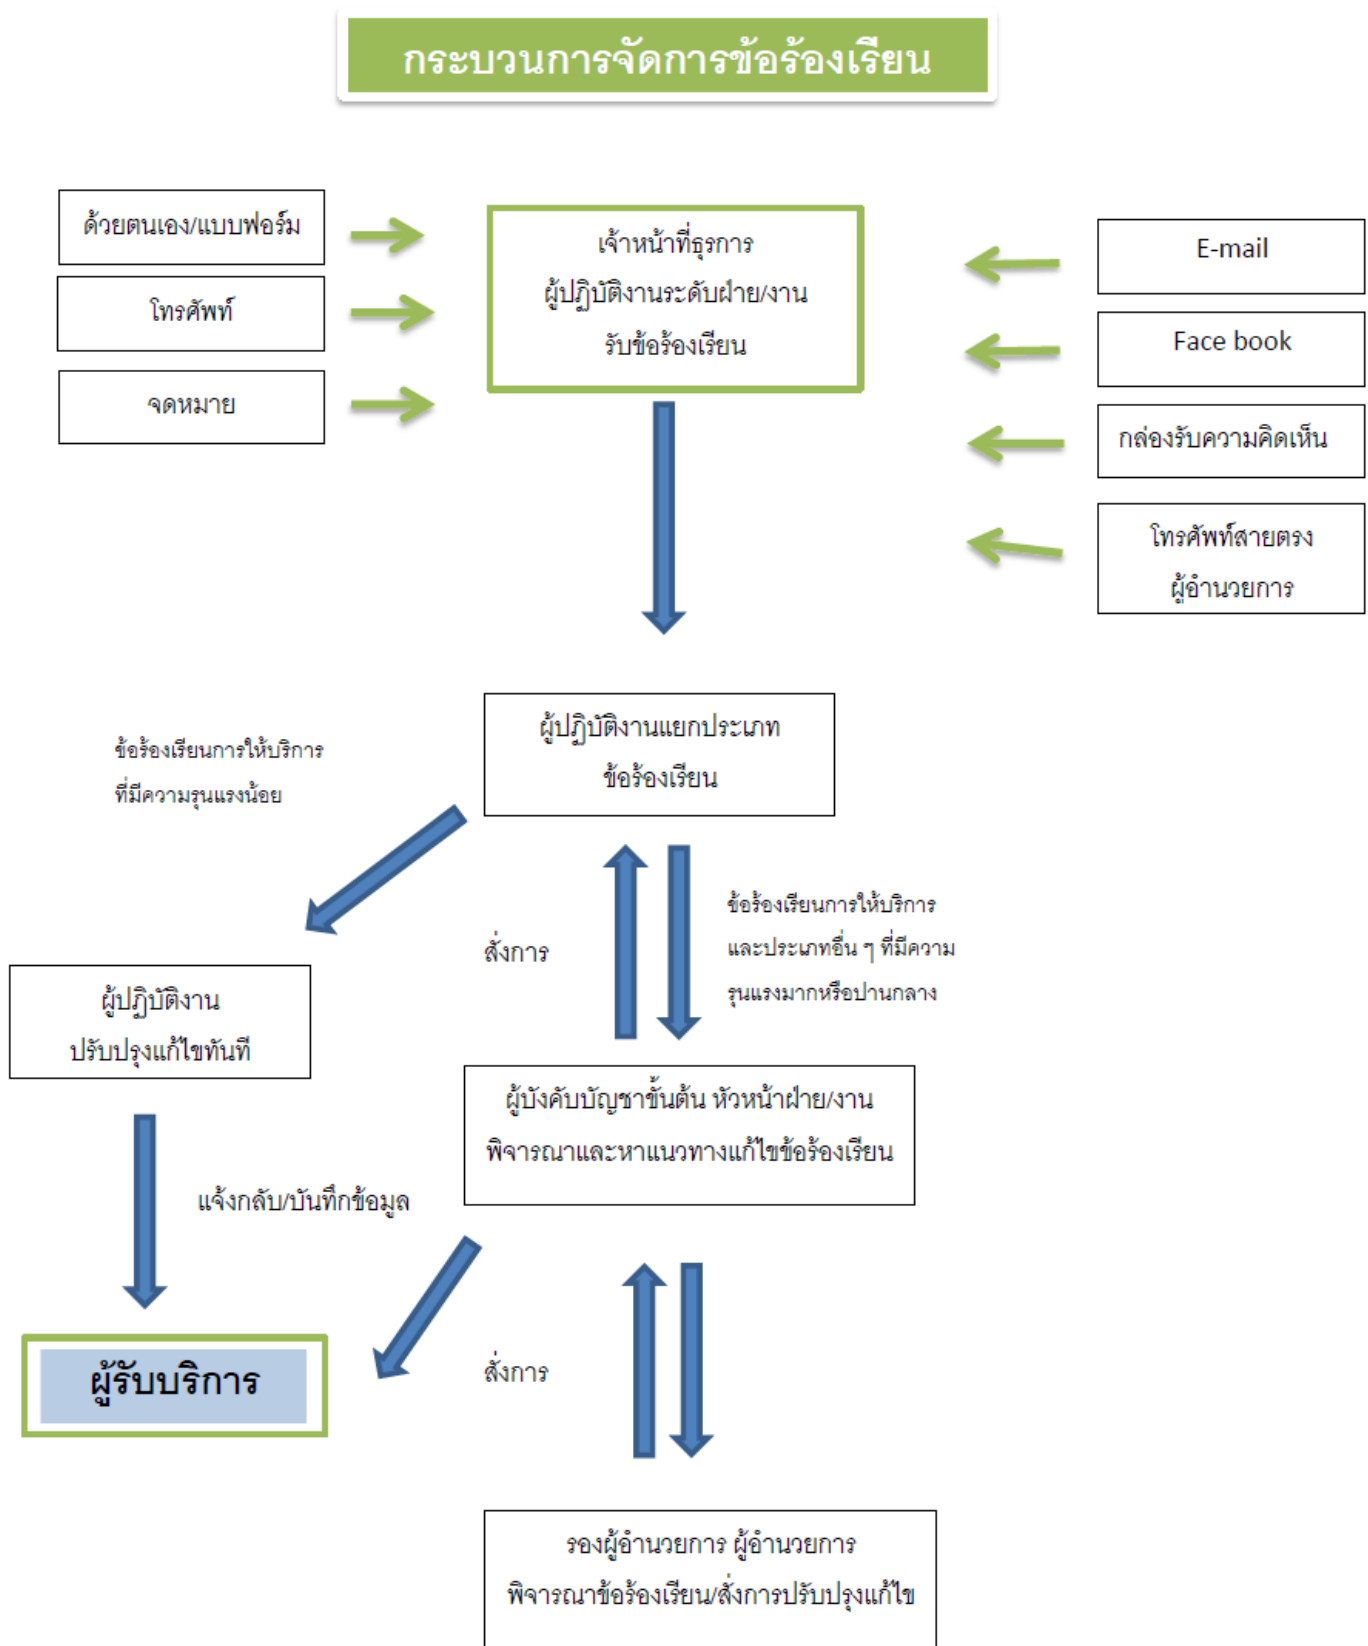 กระบวนการจัดการข้อร้องเรียน
ด้วยตนเอง/แบบฟอร์ม
โทรศัพท์
จดหมาย
เจ้าหน้าที่ธุรการ
ผู้ปฏิบัติงานระดับฝ่าย/งาน
รับข้อร้องเรียน
E-mail
Face book
กล่องรับความคิดเห็น
โทรศัพท์สายตรง
ผู้อำนวยการ
ผู้ปฏิบัติงานแยกประเภท
ข้อร้องเรียน
ข้อร้องเรียนการให้บริการ
ที่มีความรุนแรงน้อย
สั่งการ
ข้อร้องเรียนการให้บริการ
และประเภทอื่น ๆ ที่มีความ
รุนแรงมากหรือปานกลาง
ผู้ปฏิบัติงาน
ปรับปรุงแก้ไขทันที
ผู้บังคับบัญชาขั้นต้น หัวหน้าฝ่าย/งาน
พิจารณาและหาแนวทางแก้ไขข้อร้องเรียน
แจ้งกลับ/บันทึกข้อมูล
ผู้รับบริการ
สั่งการ
รองผู้อำนวยการ ผู้อำนวยการ
พิจารณาข้อร้องเรียน/สั่งการปรับปรุงแก้ไข